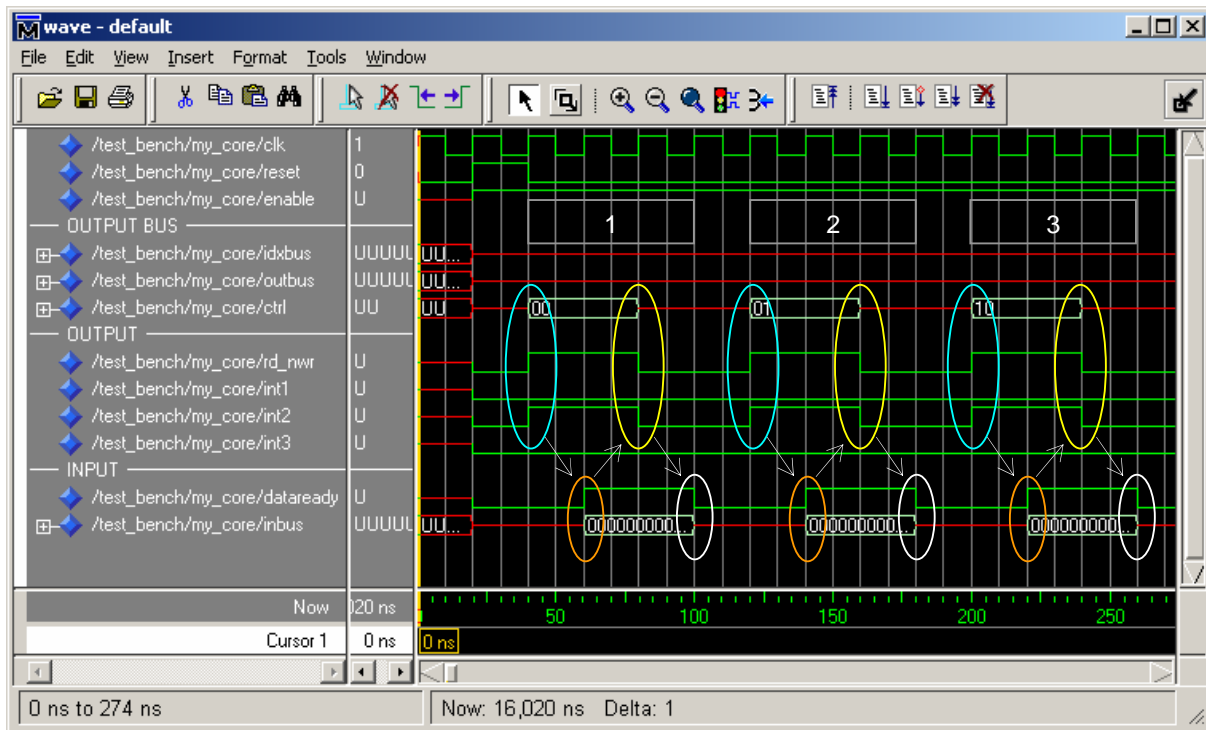 wave - default
File Edit View Insert Format Tools Window
/test_bench/my_core/clk 1
/test_bench/my_core/reset 0
/test_bench/my_core/enable U
OUTPUT BUS 1 2 3
/test_bench/my_core/idxbus UUUUU UU...
/test_bench/my_core/outbus UUUUU UU...
/test_bench/my_core/ctrl UU UU 00 01 10
OUTPUT
/test_bench/my_core/rd_nwr U
/test_bench/my_core/int1 U
/test_bench/my_core/int2 U
/test_bench/my_core/int3 U
INPUT
/test_bench/my_core/dataready U
/test_bench/my_core/inbus UUUUU UU... 000000000... 000000000... 000000000...
Now 020 ns 50 100 150 200 250
Cursor 1 0 ns 0 ns
0 ns to 274 ns Now: 16,020 ns Delta: 1